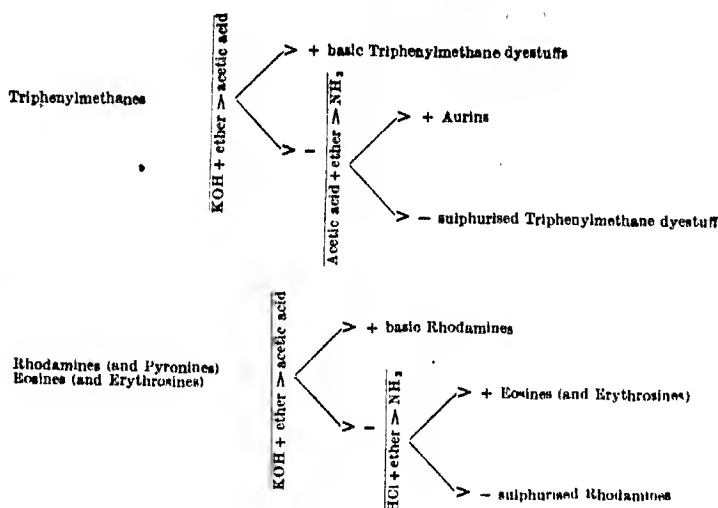 Triphenylmethanes
KOH + ether > acetic acid
> + basic Triphenylmethane dyestuffs
> -
Acetic acid + ether > NH₃
> + Aurins
> - sulphurised Triphenylmethane dyestuff
Rhodamines (and Pyronines)
Eosines (and Erythrosines)
KOH + ether > acetic acid
> + basic Rhodamines
> -
HCl + ether > NH₃
> + Eosines (and Erythrosines)
> - sulphurised Rhodamines